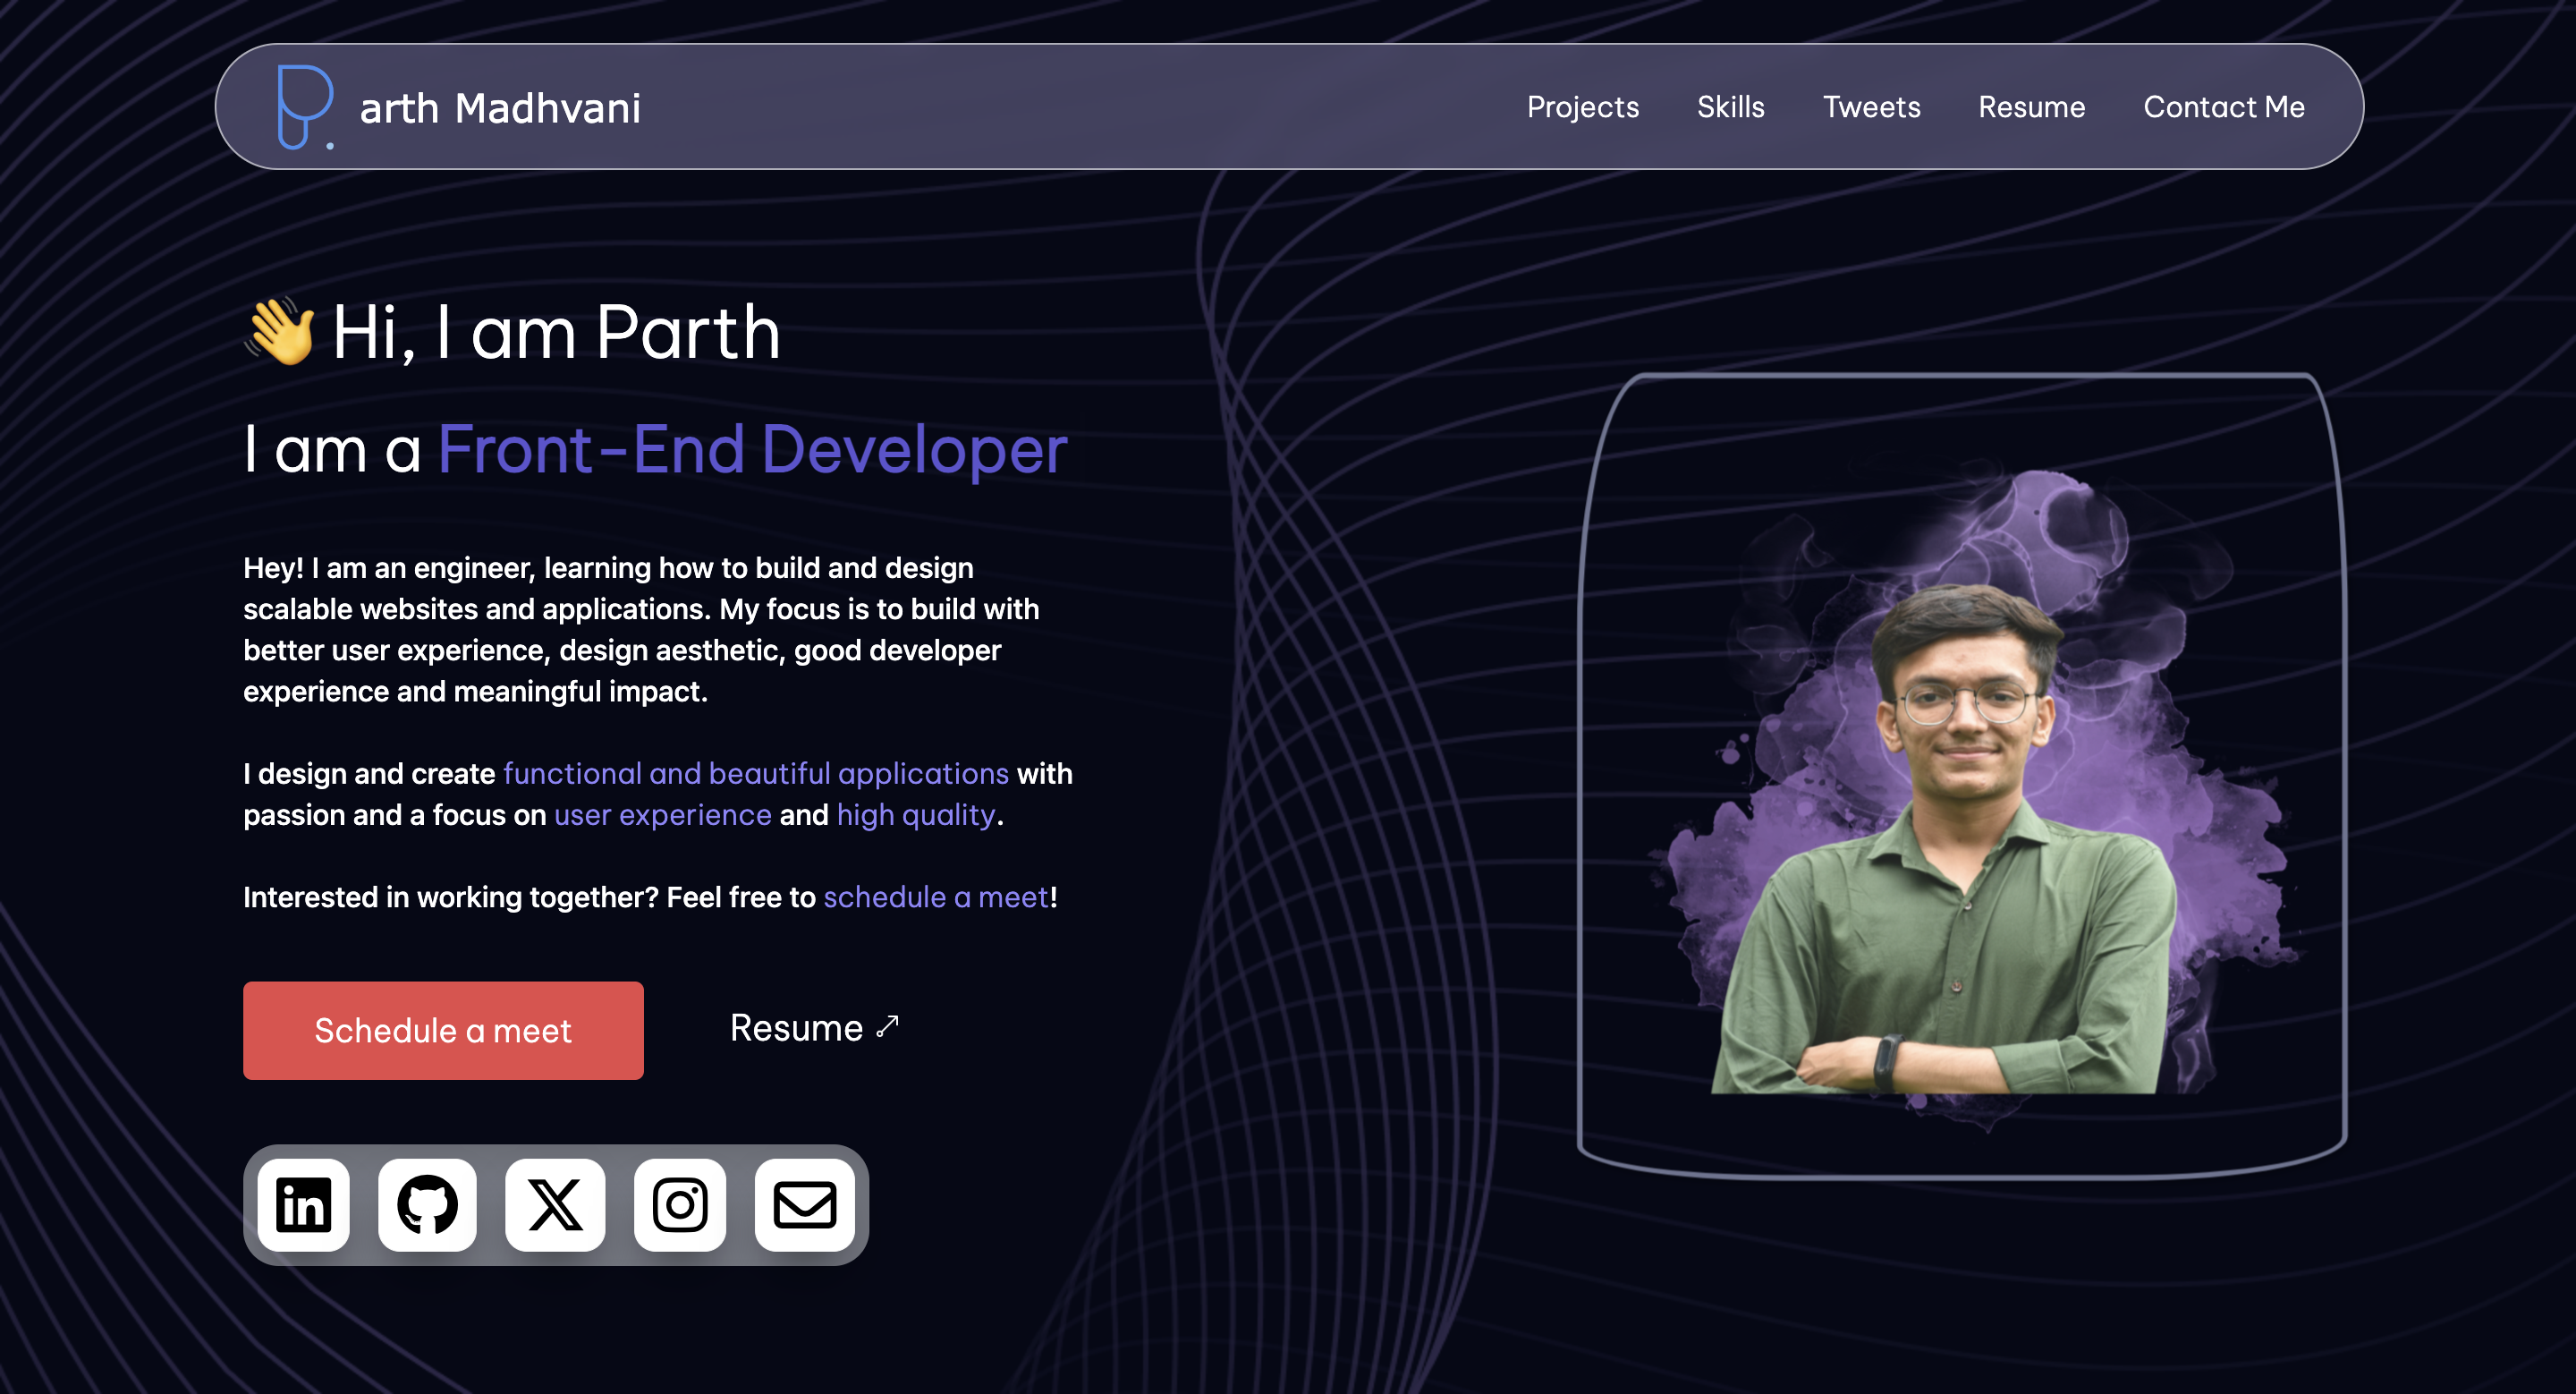 P. arth Madhvani
Projects Skills Tweets Resume Contact Me
👋 Hi, I am Parth
I am a Front-End Developer
Hey! I am an engineer, learning how to build and design
scalable websites and applications. My focus is to build with
better user experience, design aesthetic, good developer
experience and meaningful impact.
I design and create functional and beautiful applications with
passion and a focus on user experience and high quality.
Interested in working together? Feel free to schedule a meet!
Schedule a meet
Resume ⤢
in
X